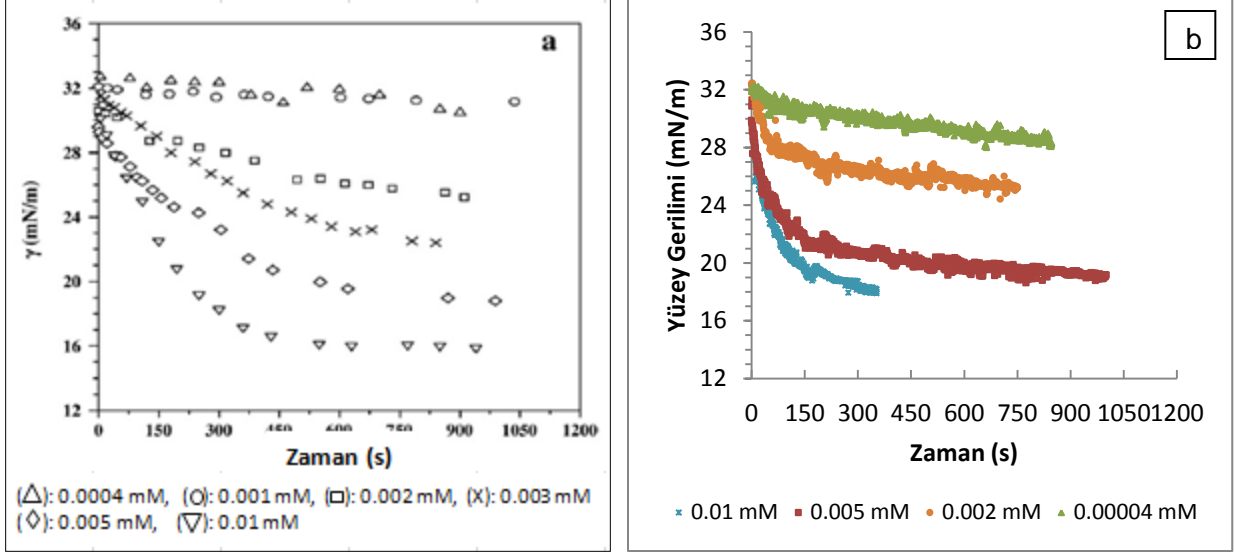 a
γ (mN/m)
36
32
28
24
20
16
12
0 150 300 450 600 750 900 1050 1200
Zaman (s)
(△): 0.0004 mM, (○): 0.001 mM, (□): 0.002 mM, (×): 0.003 mM
(◇): 0.005 mM, (▽): 0.01 mM
b
Yüzey Gerilimi (mN/m)
36
32
28
24
20
16
12
0 150 300 450 600 750 900 1050 1200
Zaman (s)
0.01 mM 0.005 mM 0.002 mM 0.00004 mM